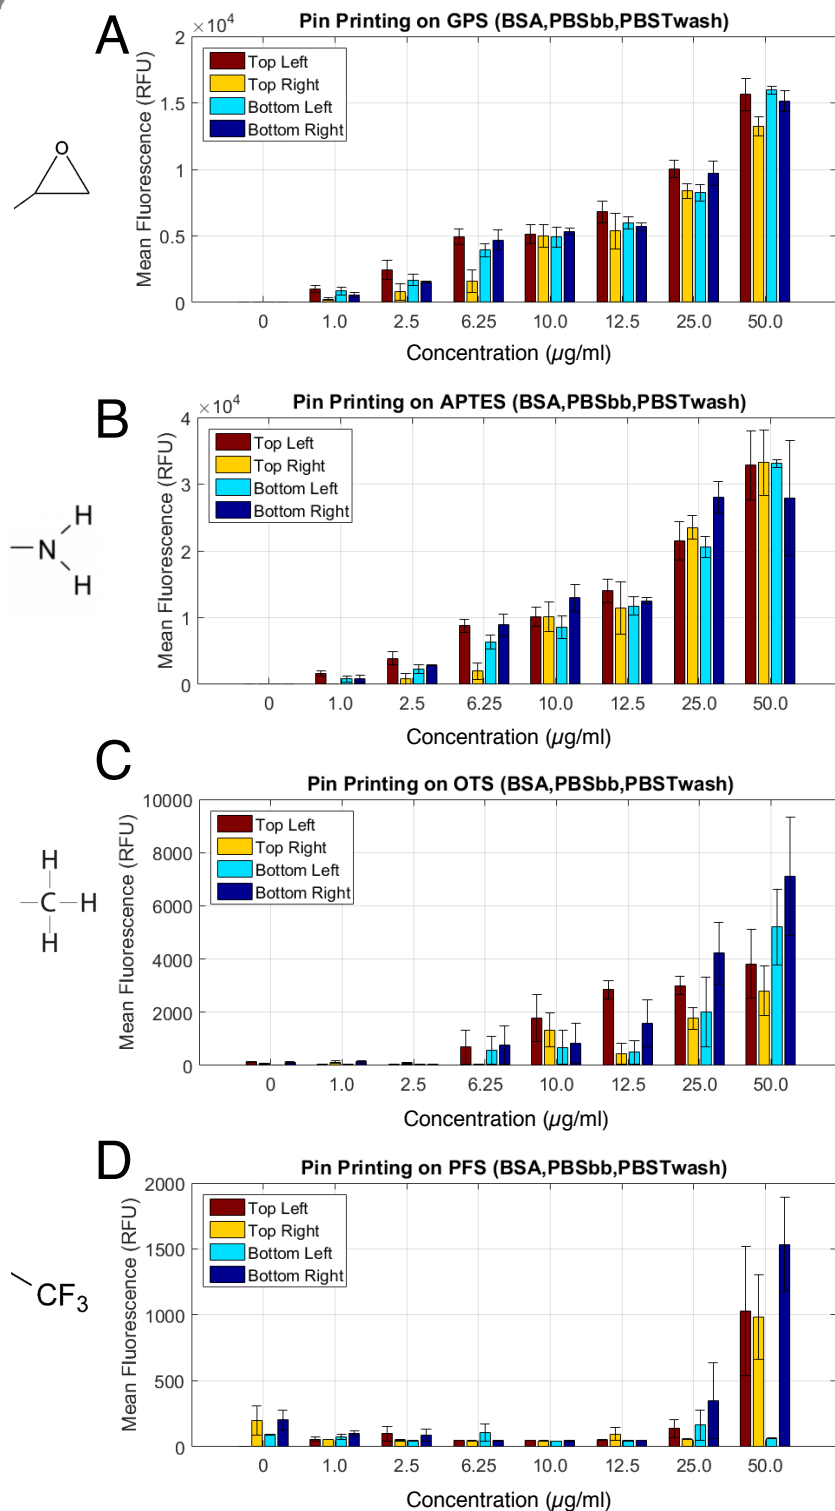 A
Pin Printing on GPS (BSA,PBSbb,PBSTwash)
×10⁴
Mean Fluorescence (RFU)
2
1.5
1
0.5
0
Top Left
Top Right
Bottom Left
Bottom Right
O
0 1.0 2.5 6.25 10.0 12.5 25.0 50.0
Concentration (µg/ml)
B
Pin Printing on APTES (BSA,PBSbb,PBSTwash)
×10⁴
Mean Fluorescence (RFU)
4
3
2
1
0
Top Left
Top Right
Bottom Left
Bottom Right
H
N
H
0 1.0 2.5 6.25 10.0 12.5 25.0 50.0
Concentration (µg/ml)
C
Pin Printing on OTS (BSA,PBSbb,PBSTwash)
Mean Fluorescence (RFU)
10000
8000
6000
4000
2000
0
Top Left
Top Right
Bottom Left
Bottom Right
H
C H
H
0 1.0 2.5 6.25 10.0 12.5 25.0 50.0
Concentration (µg/ml)
D
Pin Printing on PFS (BSA,PBSbb,PBSTwash)
Mean Fluorescence (RFU)
2000
1500
1000
500
0
Top Left
Top Right
Bottom Left
Bottom Right
CF₃
0 1.0 2.5 6.25 10.0 12.5 25.0 50.0
Concentration (µg/ml)